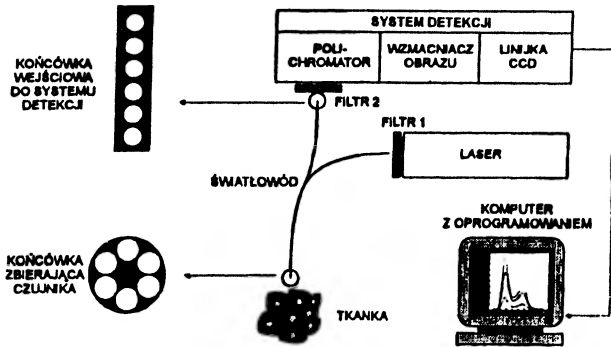 SYSTEM DETEKCJI
POLI-
CHROMATOR
WZMACNIACZ
OBRAZU
LINIJKA
CCD
KOŃCÓWKA
WEJŚCIOWA
DO SYSTEMU
DETEKCJI
FILTR 2
FILTR 1
LASER
ŚWIATŁOWÓD
KOMPUTER
Z OPROGRAMOWANIEM
KOŃCÓWKA
ZBIERAJĄCA
CZUJNIKA
TKANKA